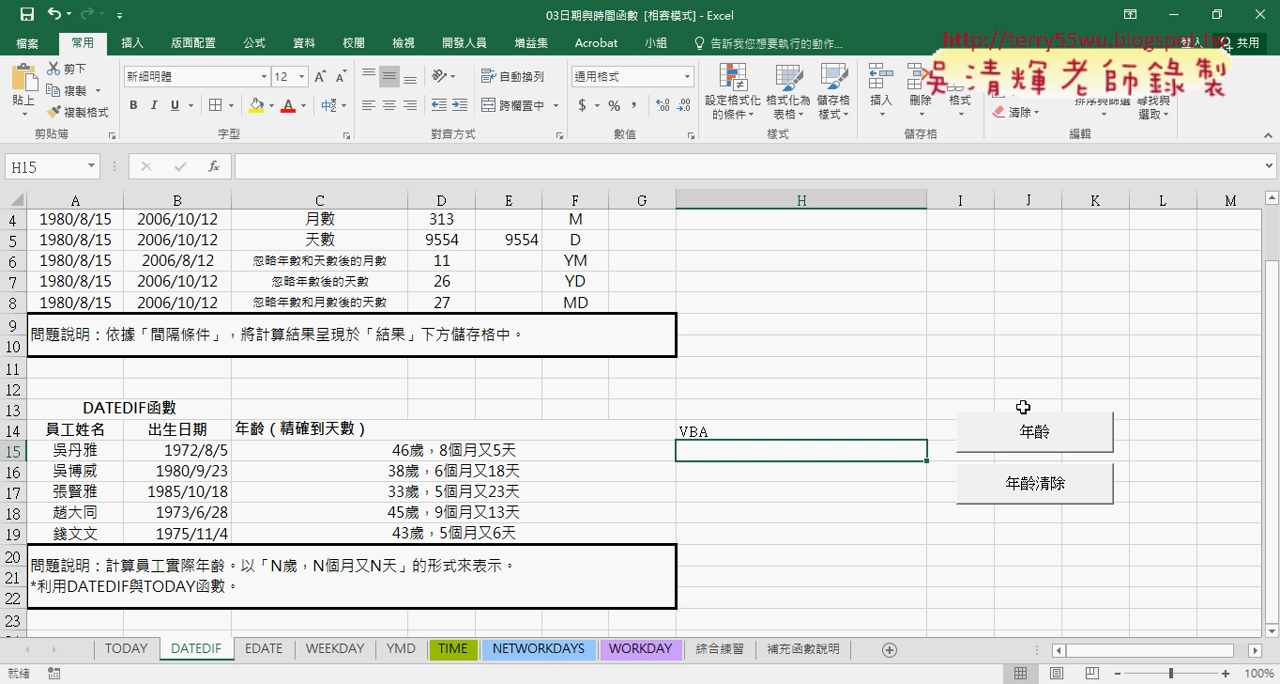 03日期與時間函數 [相容模式] - Excel
檔案 常用 插入 版面配置 公式 資料 校閱 檢視 開發人員 增益集 Acrobat 小組 告訴我您想要執行的動作... 登入 共用
http://terry55wu.blogspot.tw
吳清輝老師錄製
貼上 剪下 複製 複製格式 剪貼簿
新細明體 12 B I U A 字型
自動換列 跨欄置中 對齊方式
通用格式 $ % , 數值
設定格式化的條件 格式化為表格 儲存格樣式 樣式
插入 刪除 格式 儲存格
清除 排序與篩選 尋找與選取 編輯
H15 fx
A B C D E F G H I J K L M
4 1980/8/15 2006/10/12 月數 313 M
5 1980/8/15 2006/10/12 天數 9554 9554 D
6 1980/8/15 2006/8/12 忽略年數和天數後的月數 11 YM
7 1980/8/15 2006/10/12 忽略年數後的天數 26 YD
8 1980/8/15 2006/10/12 忽略年數和月數後的天數 27 MD
9
10 問題說明：依據「間隔條件」，將計算結果呈現於「結果」下方儲存格中。
11
12
13 DATEDIF函數
14 員工姓名 出生日期 年齡（精確到天數） VBA 年齡
15 吳丹雅 1972/8/5 46歲，8個月又5天
16 吳博威 1980/9/23 38歲，6個月又18天 年齡清除
17 張賢雅 1985/10/18 33歲，5個月又23天
18 趙大同 1973/6/28 45歲，9個月又13天
19 錢文文 1975/11/4 43歲，5個月又6天
20 問題說明：計算員工實際年齡。以「N歲，N個月又N天」的形式來表示。
21 *利用DATEDIF與TODAY函數。
22
23
TODAY DATEDIF EDATE WEEKDAY YMD TIME NETWORKDAYS WORKDAY 綜合練習 補充函數說明
就緒 100%